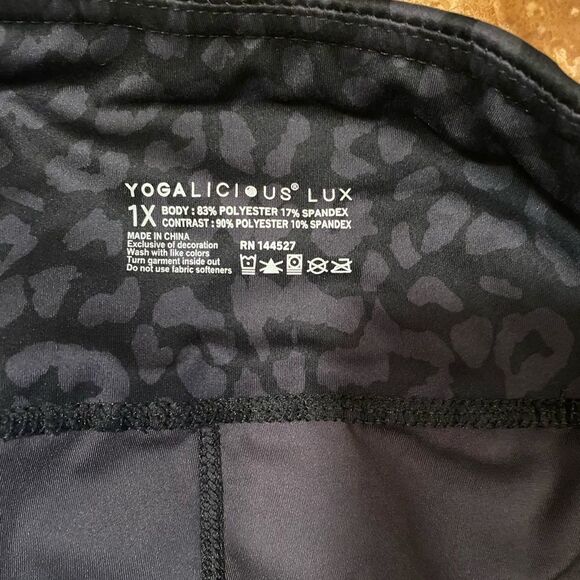 YOGALICIOUS® LUX
1X BODY : 83% POLYESTER 17% SPANDEX
CONTRAST : 90% POLYESTER 10% SPANDEX
MADE IN CHINA
Exclusive of decoration RN 144527
Wash with like colors
Turn garment inside out
Do not use fabric softeners